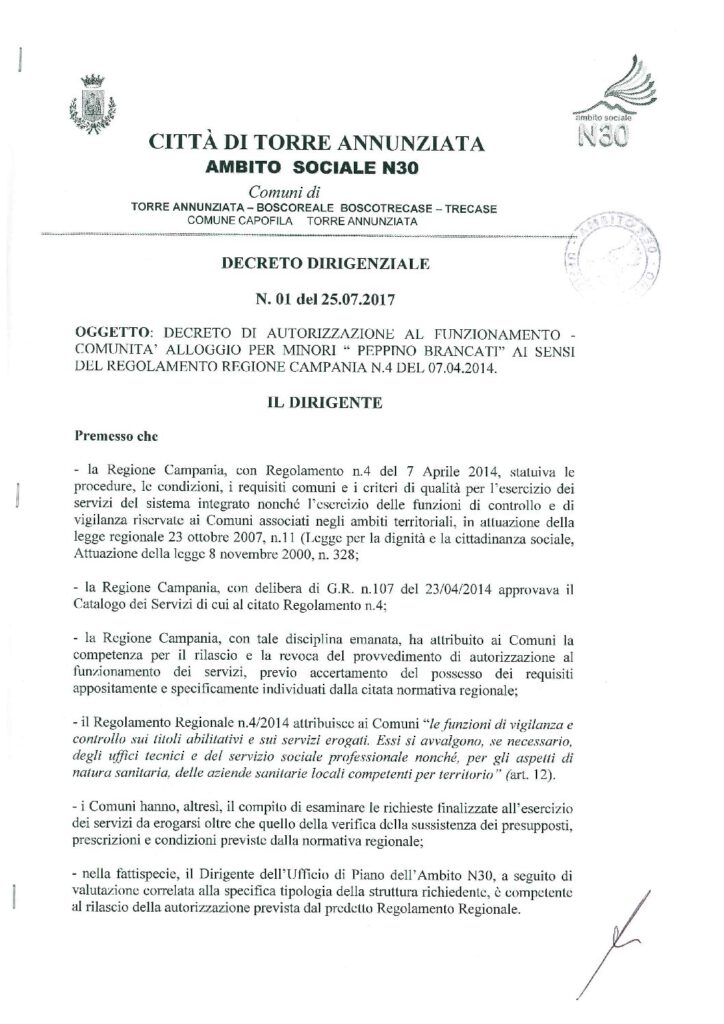 ambito sociale
N30
CITTÀ DI TORRE ANNUNZIATA
AMBITO SOCIALE N30
Comuni di
TORRE ANNUNZIATA – BOSCOREALE BOSCOTRECASE – TRECASE
COMUNE CAPOFILA TORRE ANNUNZIATA
AMBITO N30
DECRETO DIRIGENZIALE
N. 01 del 25.07.2017
OGGETTO: DECRETO DI AUTORIZZAZIONE AL FUNZIONAMENTO -
COMUNITA’ ALLOGGIO PER MINORI “ PEPPINO BRANCATI” AI SENSI
DEL REGOLAMENTO REGIONE CAMPANIA N.4 DEL 07.04.2014.
IL DIRIGENTE
Premesso che
- la Regione Campania, con Regolamento n.4 del 7 Aprile 2014, statuiva le
procedure, le condizioni, i requisiti comuni e i criteri di qualità per l’esercizio dei
servizi del sistema integrato nonché l’esercizio delle funzioni di controllo e di
vigilanza riservate ai Comuni associati negli ambiti territoriali, in attuazione della
legge regionale 23 ottobre 2007, n.11 (Legge per la dignità e la cittadinanza sociale,
Attuazione della legge 8 novembre 2000, n. 328;
- la Regione Campania, con delibera di G.R. n.107 del 23/04/2014 approvava il
Catalogo dei Servizi di cui al citato Regolamento n.4;
- la Regione Campania, con tale disciplina emanata, ha attribuito ai Comuni la
competenza per il rilascio e la revoca del provvedimento di autorizzazione al
funzionamento dei servizi, previo accertamento del possesso dei requisiti
appositamente e specificamente individuati dalla citata normativa regionale;
- il Regolamento Regionale n.4/2014 attribuisce ai Comuni “le funzioni di vigilanza e
controllo sui titoli abilitativi e sui servizi erogati. Essi si avvalgono, se necessario,
degli uffici tecnici e del servizio sociale professionale nonché, per gli aspetti di
natura sanitaria, delle aziende sanitarie locali competenti per territorio” (art. 12).
- i Comuni hanno, altresì, il compito di esaminare le richieste finalizzate all’esercizio
dei servizi da erogarsi oltre che quello della verifica della sussistenza dei presupposti,
prescrizioni e condizioni previste dalla normativa regionale;
- nella fattispecie, il Dirigente dell’Ufficio di Piano dell’Ambito N30, a seguito di
valutazione correlata alla specifica tipologia della struttura richiedente, è competente
al rilascio della autorizzazione prevista dal predetto Regolamento Regionale.